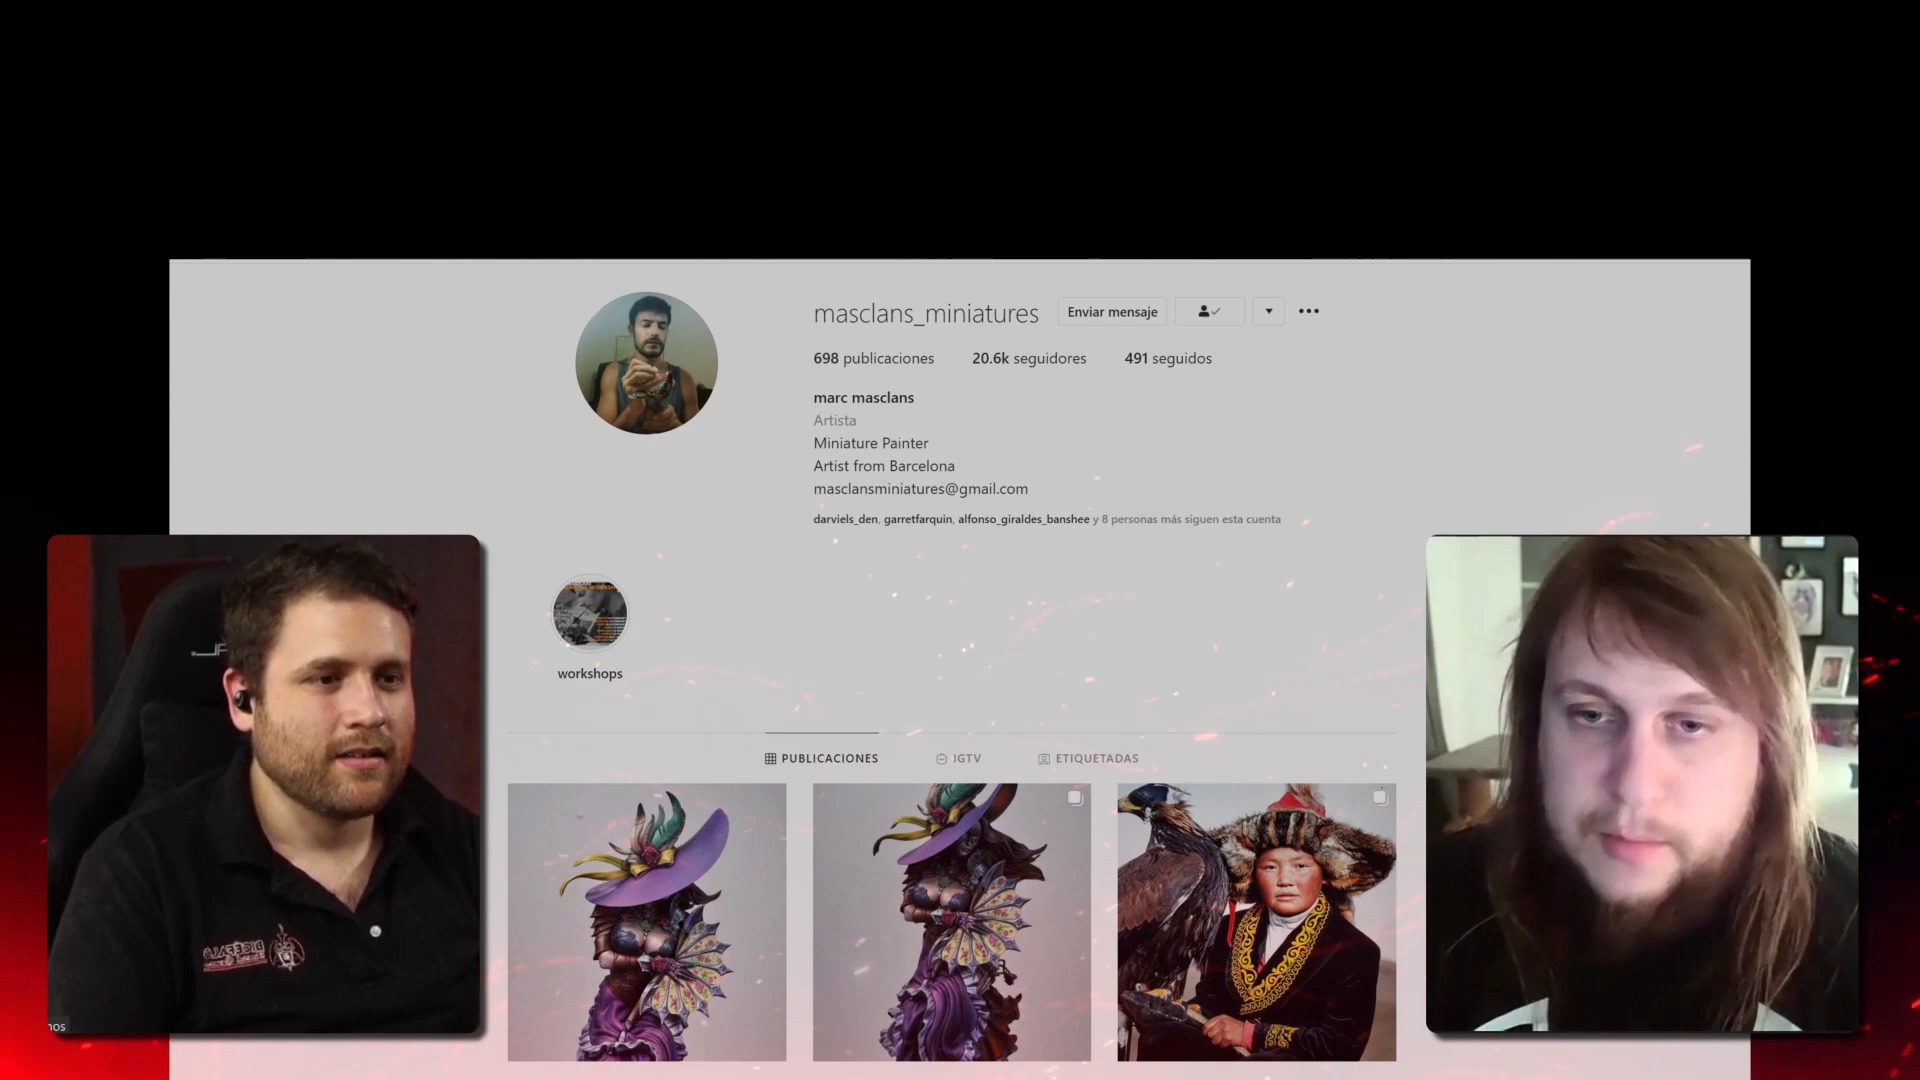 masclans_miniatures Enviar mensaje
698 publicaciones 20.6k seguidores 491 seguidos
marc masclans
Artista
Miniature Painter
Artist from Barcelona
masclansminiatures@gmail.com
darviels_den, garretfarquin, alfonso_giraldes_banshee y 8 personas más siguen esta cuenta
workshops
PUBLICACIONES IGTV ETIQUETADAS